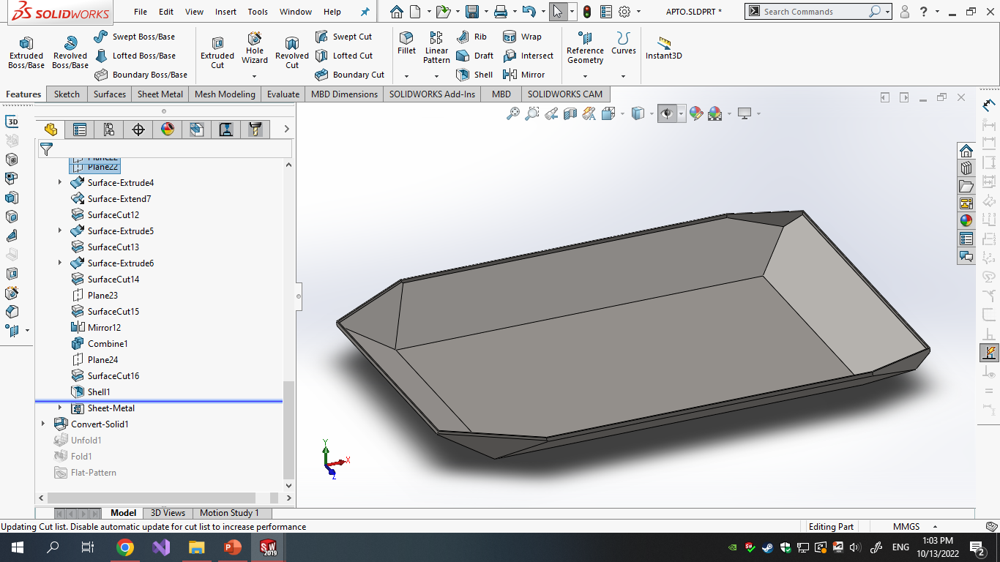 SOLIDWORKS File Edit View Insert Tools Window Help APTO.SLDPRT * Search Commands ?
Extruded Boss/Base
Revolved Boss/Base
Swept Boss/Base
Lofted Boss/Base
Boundary Boss/Base
Extruded Cut
Hole Wizard
Revolved Cut
Swept Cut
Lofted Cut
Boundary Cut
Fillet
Linear Pattern
Rib
Draft
Shell
Wrap
Intersect
Mirror
Reference Geometry
Curves
Instant3D
Features Sketch Surfaces Sheet Metal Mesh Modeling Evaluate MBD Dimensions SOLIDWORKS Add-Ins MBD SOLIDWORKS CAM
3D
Plane22
Plane22
Surface-Extrude4
Surface-Extend7
SurfaceCut12
Surface-Extrude5
SurfaceCut13
Surface-Extrude6
SurfaceCut14
Plane23
SurfaceCut15
Mirror12
Combine1
Plane24
SurfaceCut16
Shell1
Sheet-Metal
Convert-Solid1
Unfold1
Fold1
Flat-Pattern
Y
X
Z
Model 3D Views Motion Study 1
Updating Cut list. Disable automatic update for cut list to increase performance Editing Part MMGS
SW 2019
ENG
1:03 PM
10/13/2022
2